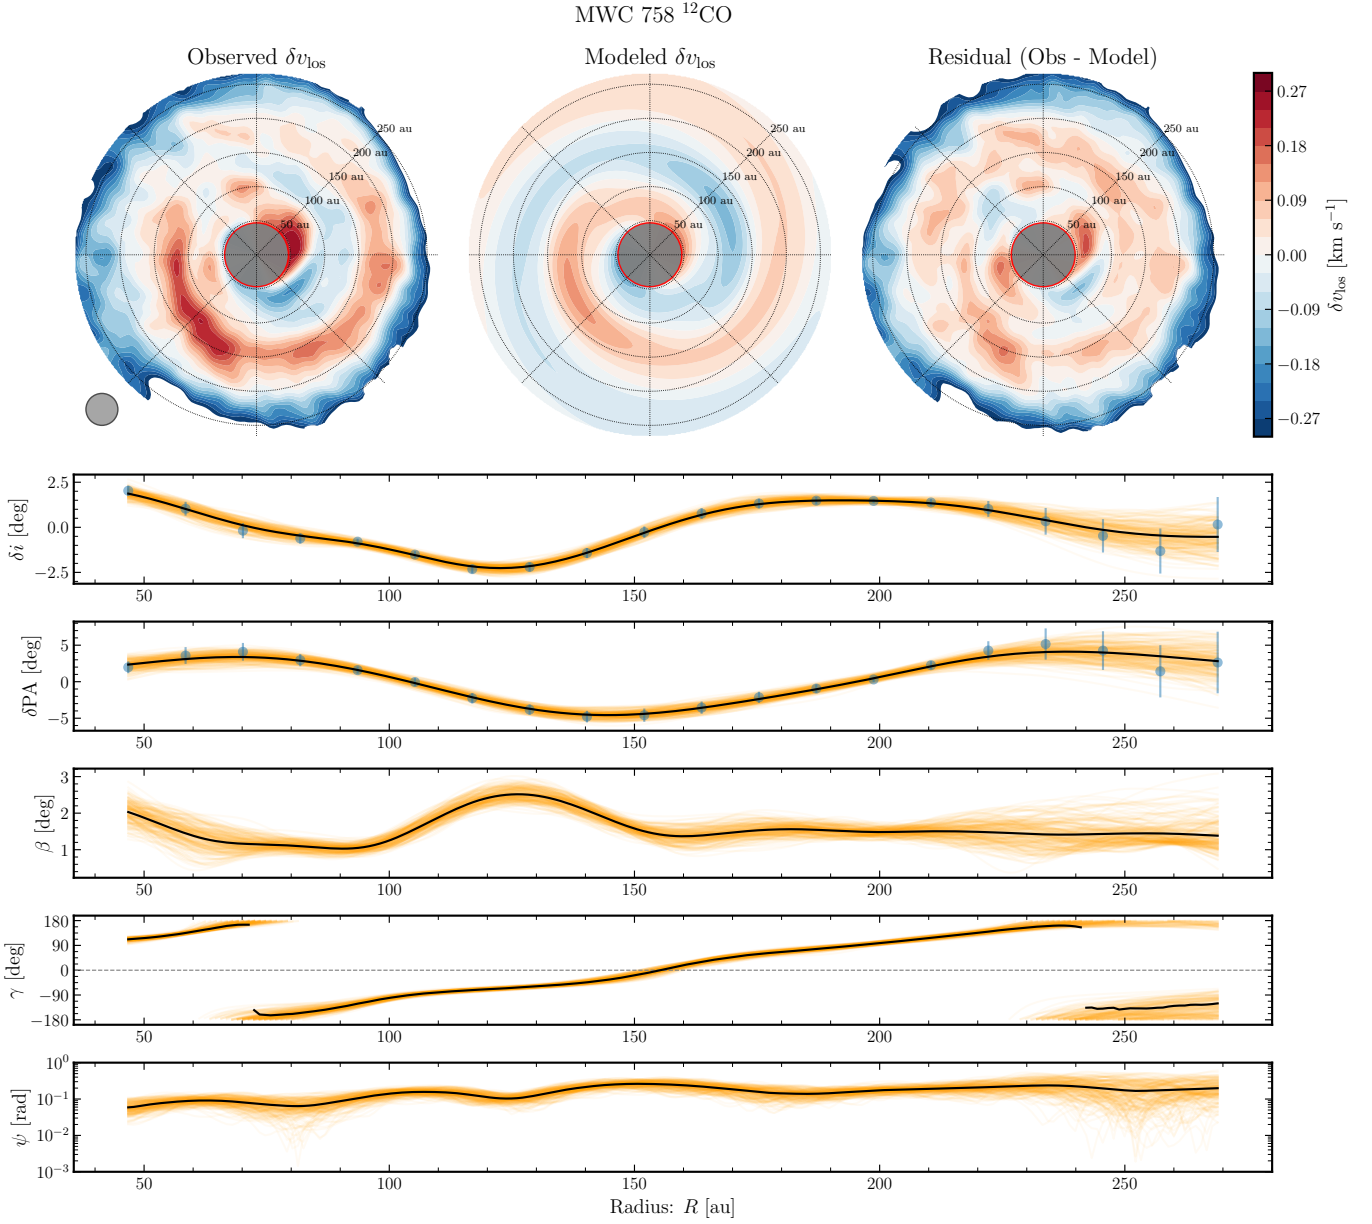 MWC 758 ¹²CO
Observed δv_los
Modeled δv_los
Residual (Obs - Model)
250 au
200 au
150 au
100 au
50 au
250 au
200 au
150 au
100 au
50 au
250 au
200 au
150 au
100 au
50 au
0.27
0.18
0.09
0.00
−0.09
−0.18
−0.27
δv_los [km s⁻¹]
2.5
0.0
−2.5
δi [deg]
50 100 150 200 250
5
0
−5
δPA [deg]
50 100 150 200 250
3
2
1
β [deg]
50 100 150 200 250
180
90
0
−90
−180
γ [deg]
50 100 150 200 250
10⁰
10⁻¹
10⁻²
10⁻³
ψ [rad]
50 100 150 200 250
Radius: R [au]